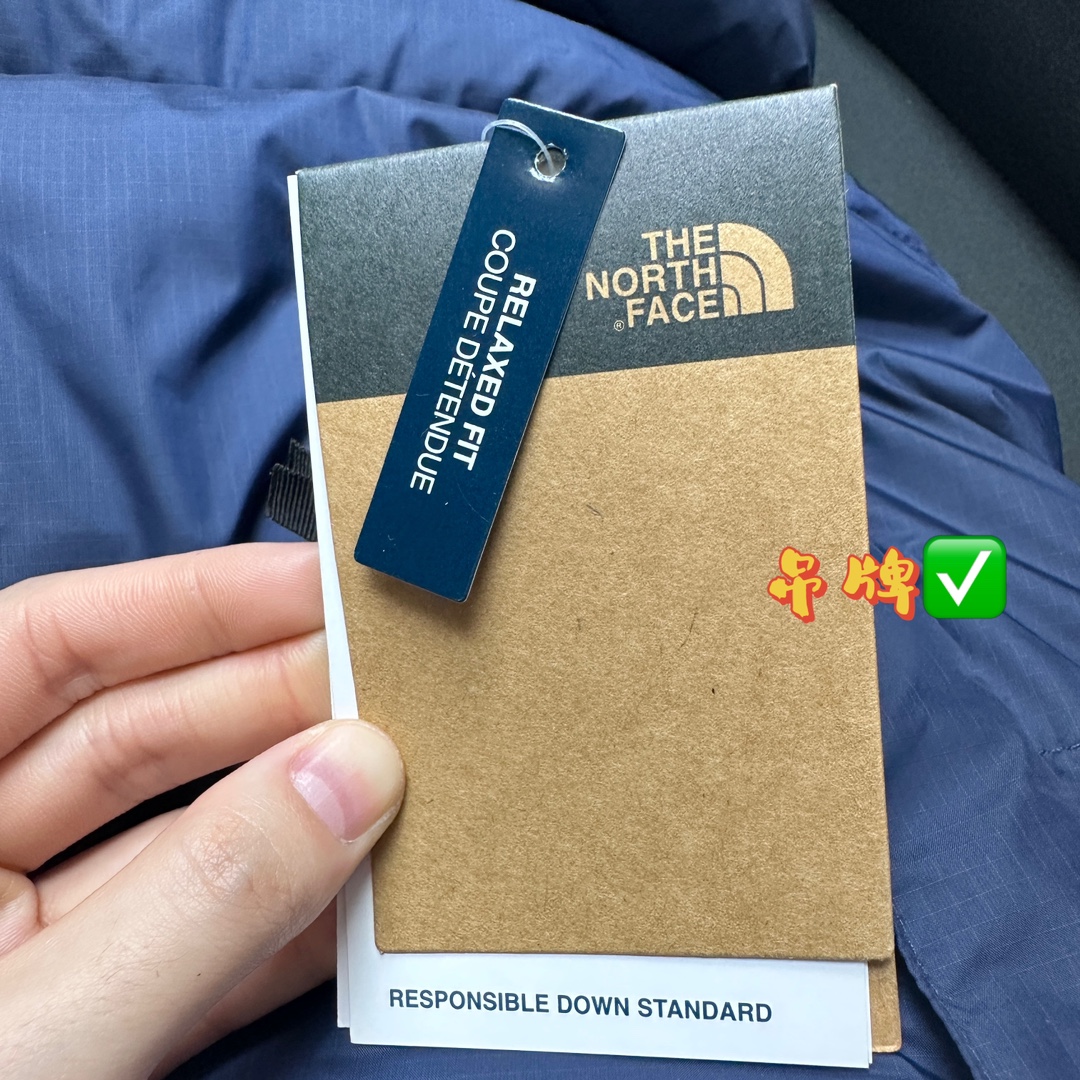 THE
NORTH
FACE
®
RELAXED FIT
COUPE DÉTENDUE
吊牌✅
RESPONSIBLE DOWN STANDARD